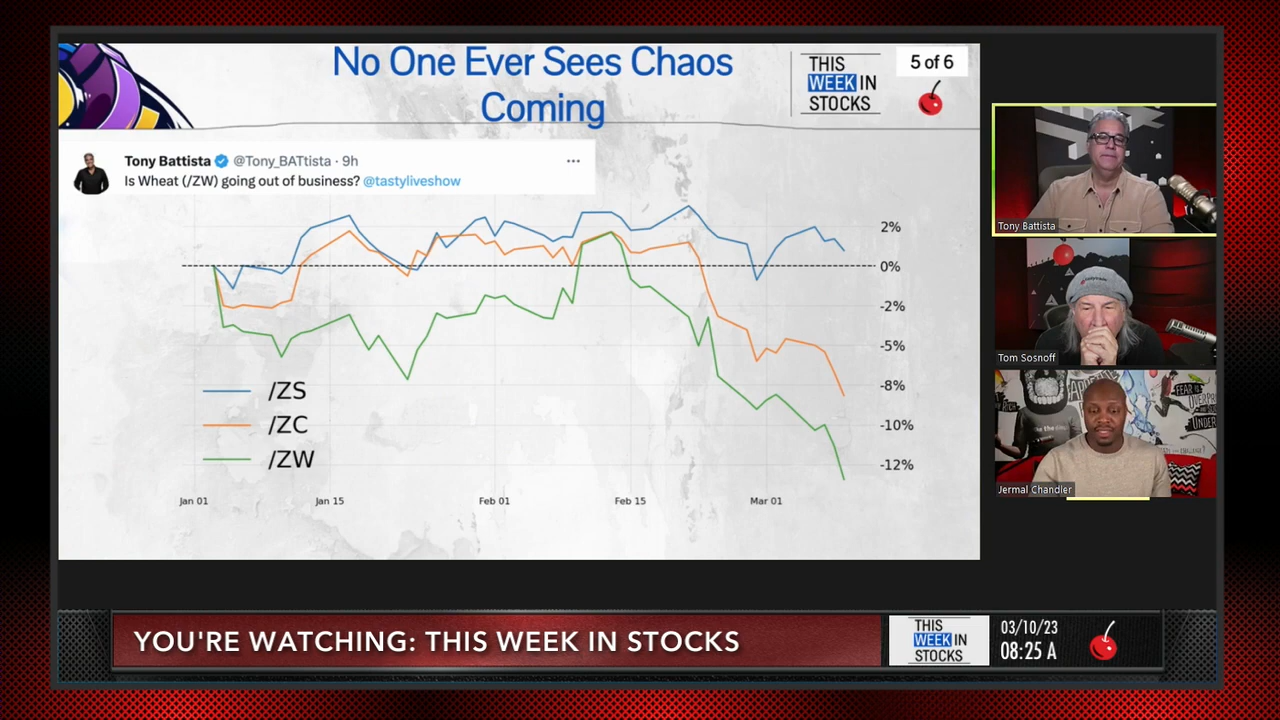 No One Ever Sees Chaos
Coming
THIS
WEEK IN
STOCKS
5 of 6
Tony Battista @Tony_BATtista · 9h
Is Wheat (/ZW) going out of business? @tastyliveshow
2%
0%
-2%
-5%
-8%
-10%
-12%
/ZS
/ZC
/ZW
Jan 01
Jan 15
Feb 01
Feb 15
Mar 01
Tony Battista
Tom Sosnoff
Jermal Chandler
YOU'RE WATCHING: THIS WEEK IN STOCKS
THIS
WEEK IN
STOCKS
03/10/23
08:25 A